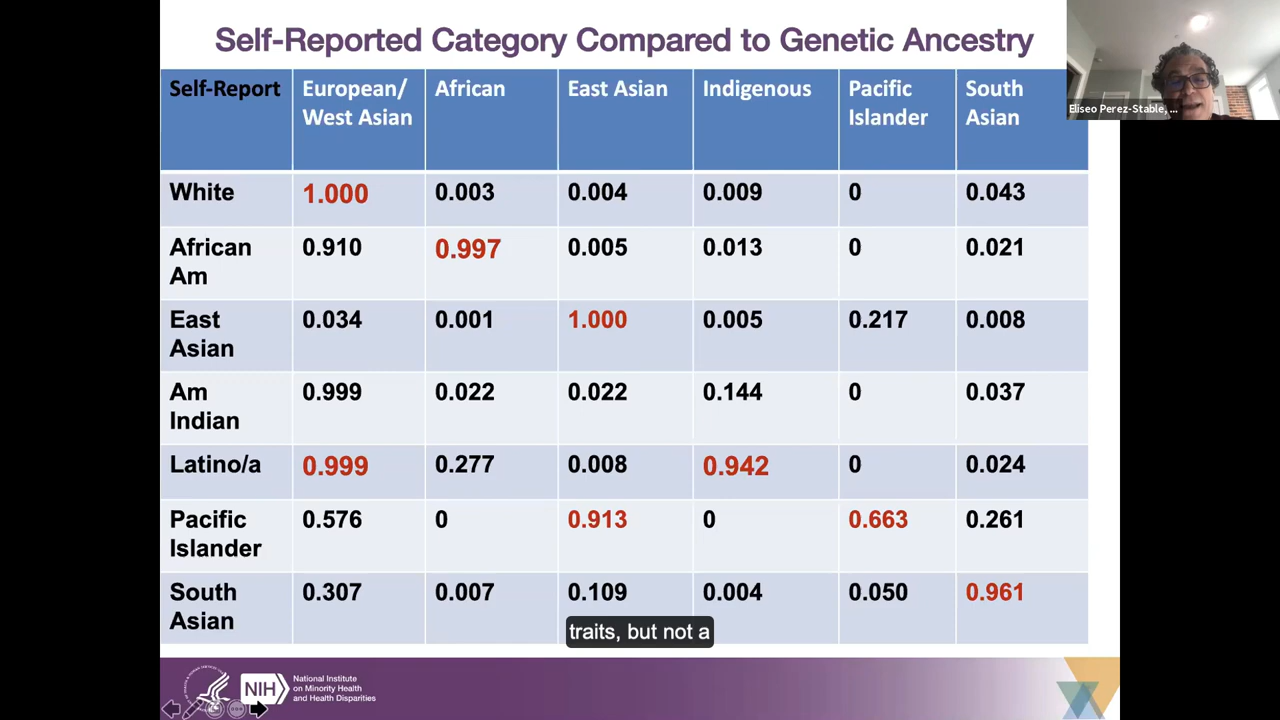 Self-Reported Category Compared to Genetic Ancestry
Eliseo Perez-Stable, ...
Self-Report European/ West Asian African East Asian Indigenous Pacific Islander South Asian
White 1.000 0.003 0.004 0.009 0 0.043
African Am 0.910 0.997 0.005 0.013 0 0.021
East Asian 0.034 0.001 1.000 0.005 0.217 0.008
Am Indian 0.999 0.022 0.022 0.144 0 0.037
Latino/a 0.999 0.277 0.008 0.942 0 0.024
Pacific Islander 0.576 0 0.913 0 0.663 0.261
South Asian 0.307 0.007 0.109 0.004 0.050 0.961
traits, but not a
NIH
National Institute
on Minority Health
and Health Disparities